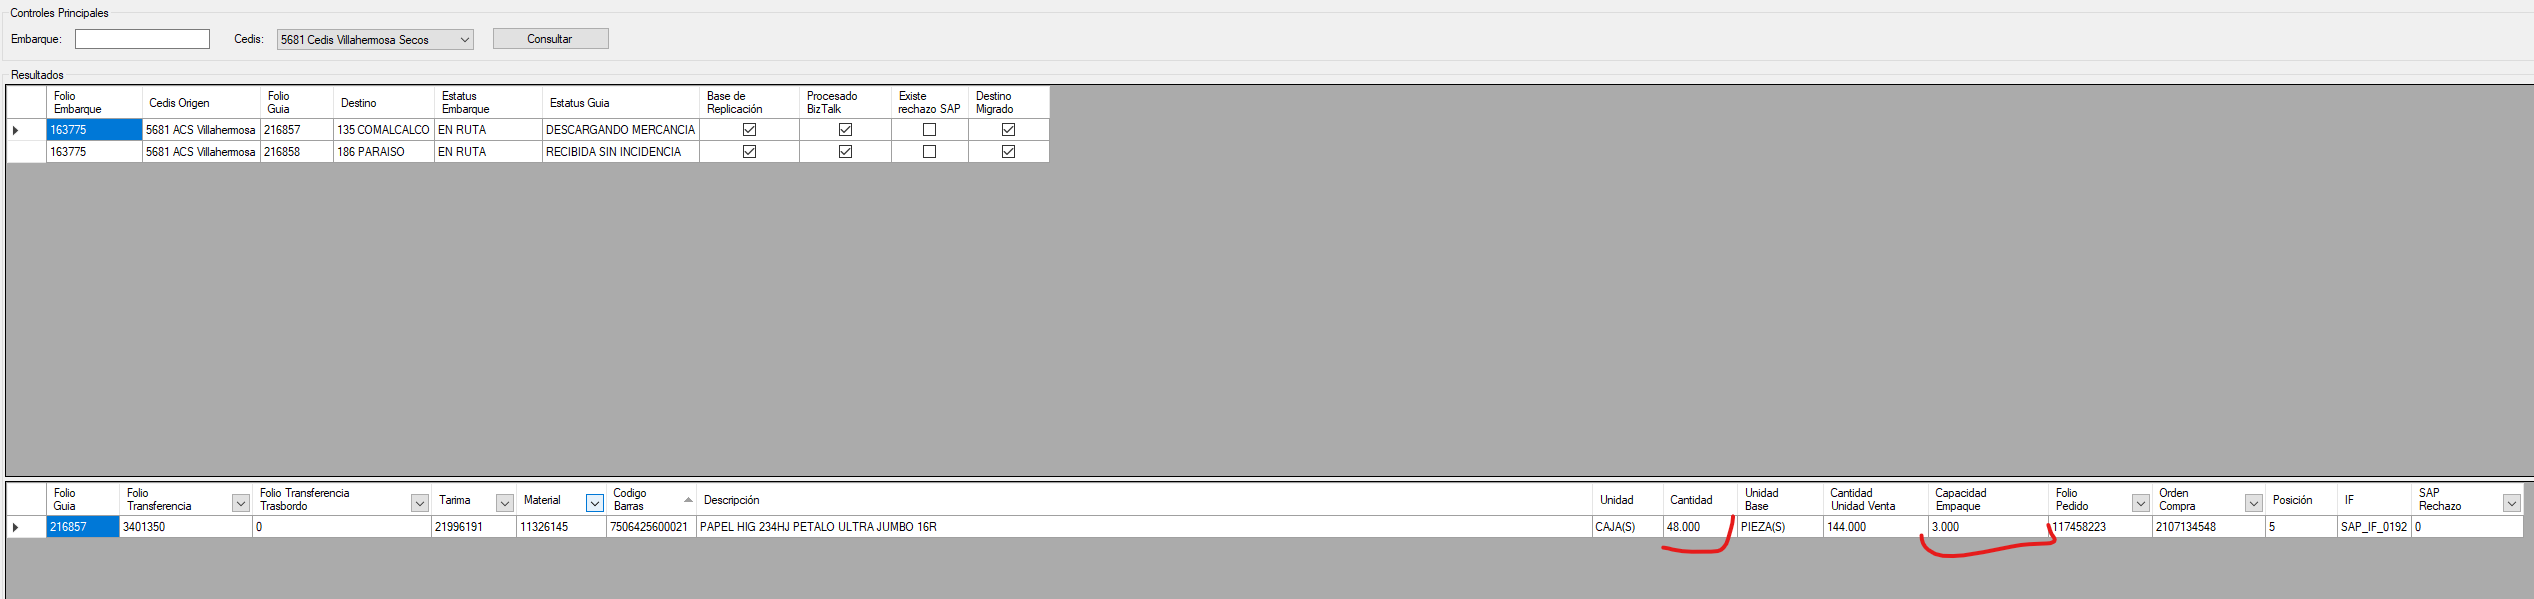 Controles Principales
Embarque: Cedis: 5681 Cedis Villahermosa Secos Consultar
Resultados
Folio Embarque Cedis Origen Folio Guia Destino Estatus Embarque Estatus Guia Base de Replicación Procesado BizTalk Existe rechazo SAP Destino Migrado
163775 5681 ACS Villahermosa 216857 135 COMALCALCO EN RUTA DESCARGANDO MERCANCIA
163775 5681 ACS Villahermosa 216858 186 PARAISO EN RUTA RECIBIDA SIN INCIDENCIA
Folio Guia Folio Transferencia Folio Transferencia Trasbordo Tarima Material Codigo Barras Descripción Unidad Cantidad Unidad Base Cantidad Unidad Venta Capacidad Empaque Folio Pedido Orden Compra Posición IF SAP Rechazo
216857 3401350 0 21996191 11326145 7506425600021 PAPEL HIG 234HJ PETALO ULTRA JUMBO 16R CAJA(S) 48.000 PIEZA(S) 144.000 3.000 117458223 2107134548 5 SAP_IF_0192 0